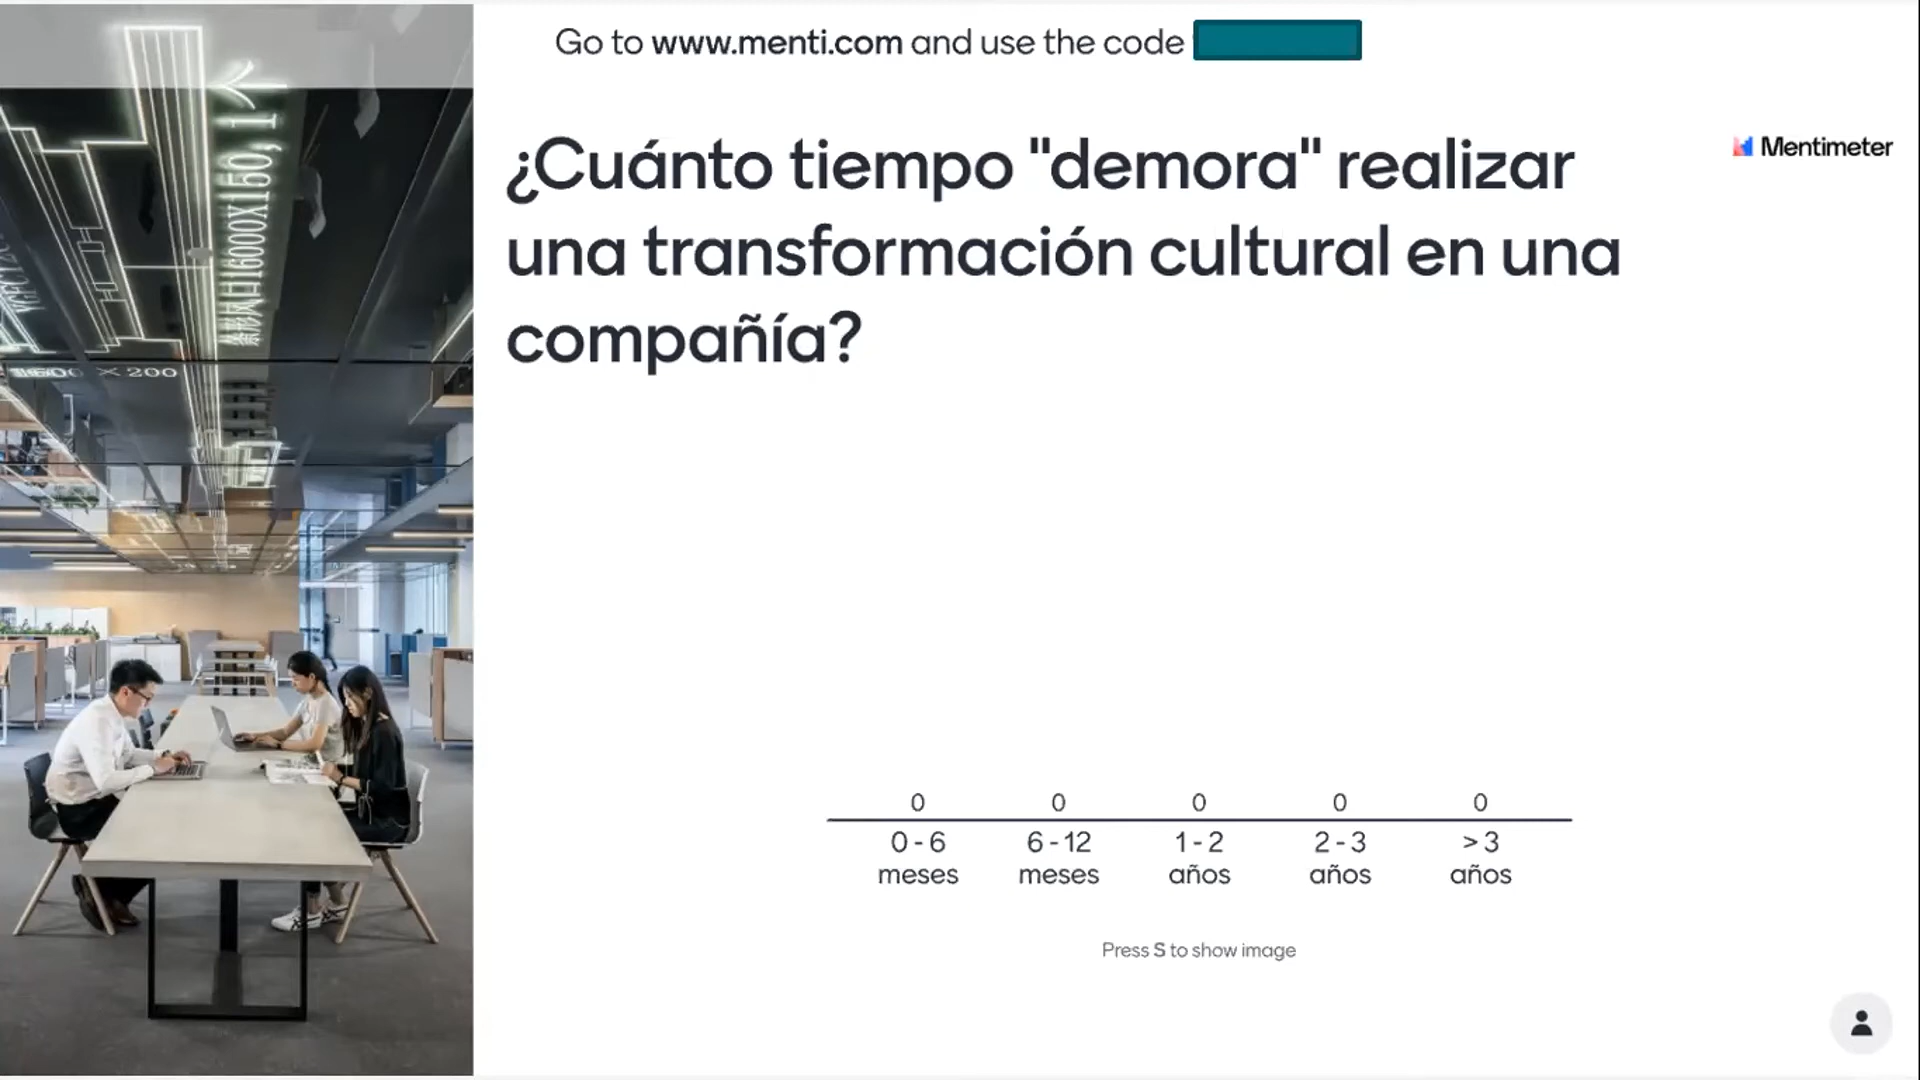 Go to www.menti.com and use the code
¿Cuánto tiempo "demora" realizar
una transformación cultural en una
compañía?
Mentimeter
0 0 0 0 0
0 - 6 6 - 12 1 - 2 2 - 3 > 3
meses meses años años años
Press S to show image